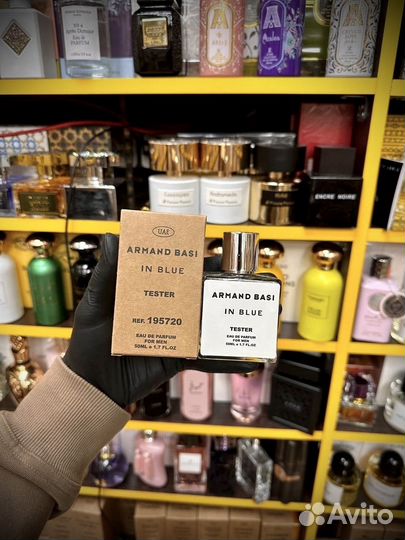 UAE
ARMAND BASI
IN BLUE
TESTER
REF. 195720
EAU DE PARFUM
FOR MEN
50ML e 1.7 FL.OZ
ARMAND BASI
IN BLUE
TESTER
EAU DE PARFUM
FOR MEN
50ML e 1.7 FL.OZ
ENCRE NOIRE
Avito